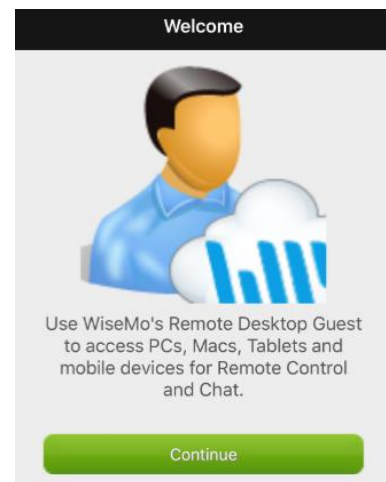 Welcome
Use WiseMo's Remote Desktop Guest
to access PCs, Macs, Tablets and
mobile devices for Remote Control
and Chat.
Continue